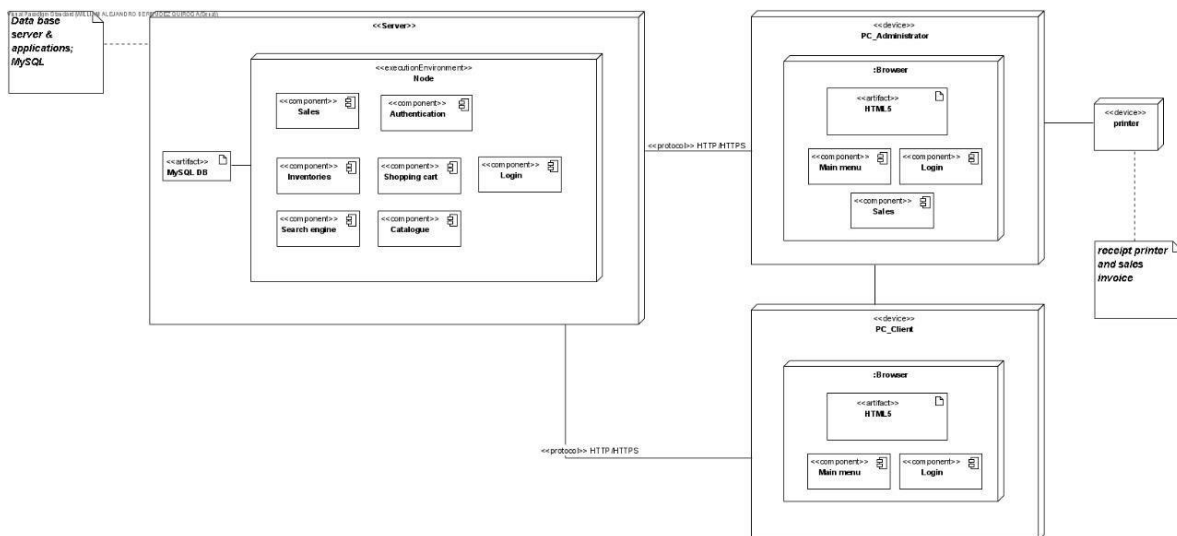 Data base
server &
applications;
MySQL
<<Server>>
<<executionEnvironment>>
Node
<<component>>
Sales
<<component>>
Authentication
<<artifact>>
MySQL DB
<<component>>
Inventories
<<component>>
Shopping cart
<<component>>
Login
<<component>>
Search engine
<<component>>
Catalogue
<<protocol>> HTTP/HTTPS
<<device>>
PC_Administrator
:Browser
<<artifact>>
HTML5
<<component>>
Main menu
<<component>>
Login
<<component>>
Sales
<<device>>
printer
receipt printer
and sales
invoice
<<device>>
PC_Client
:Browser
<<artifact>>
HTML5
<<component>>
Main menu
<<component>>
Login
<<protocol>> HTTP/HTTPS